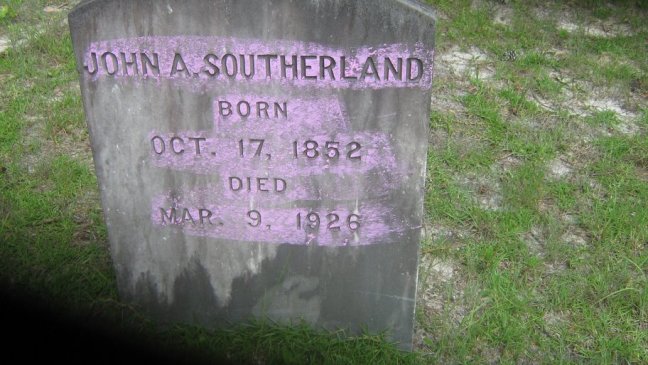 JOHN A. SOUTHERLAND
BORN
OCT. 17, 1852
DIED
MAR. 9, 1926